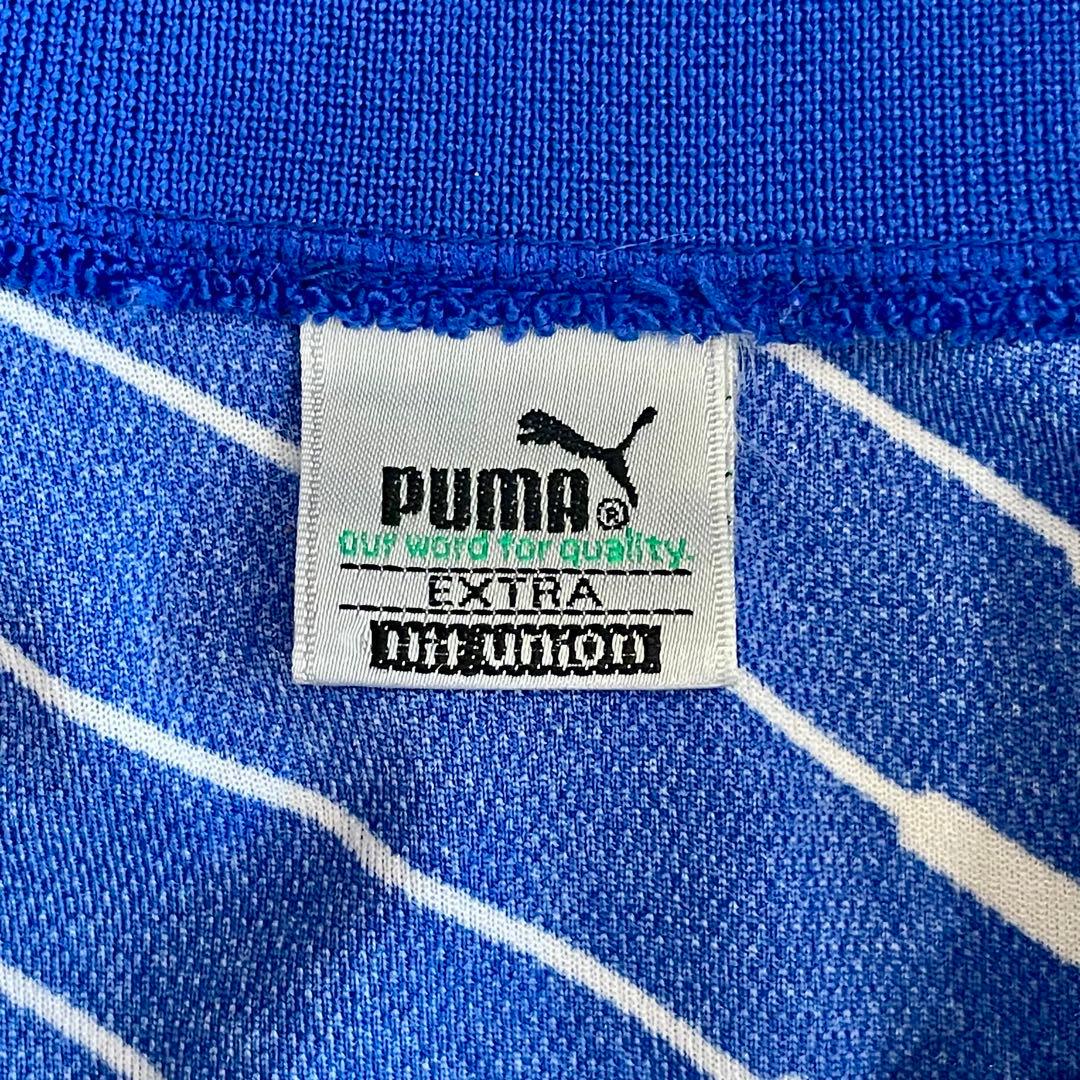 PUMA®
our word for quality.
EXTRA
hit union